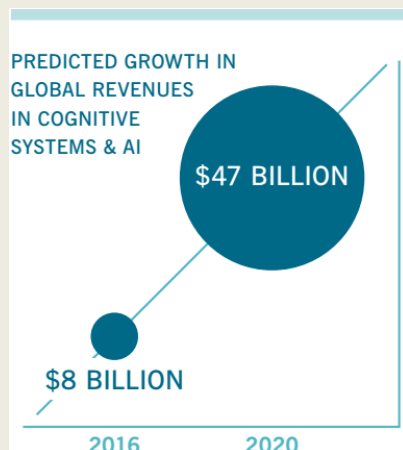 PREDICTED GROWTH IN
GLOBAL REVENUES
IN COGNITIVE
SYSTEMS & AI
$47 BILLION
$8 BILLION
2016 2020